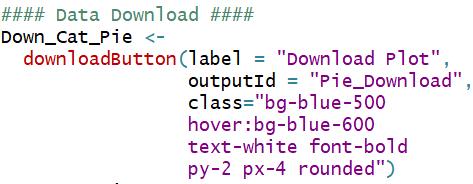 #### Data Download ####
Down_Cat_Pie <-
downloadButton(label = "Download Plot",
outputId = "Pie_Download",
class="bg-blue-500
hover:bg-blue-600
text-white font-bold
py-2 px-4 rounded")